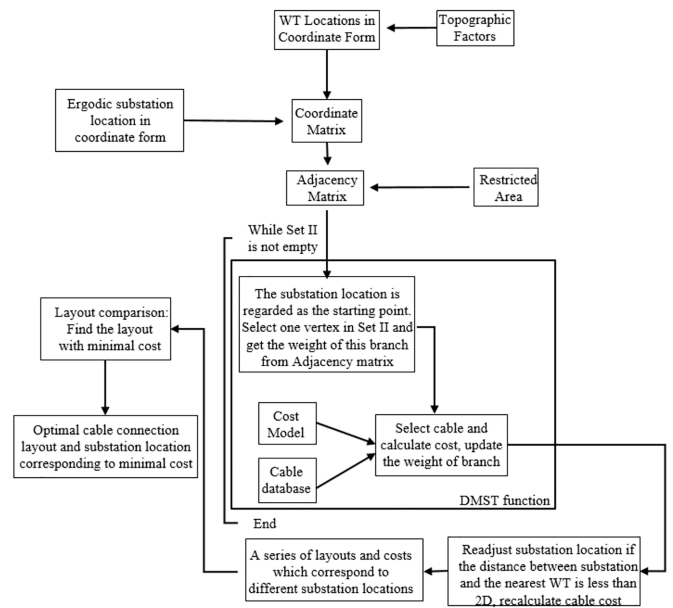 WT Locations in
Coordinate Form
Topographic
Factors
Ergodic substation
location in
coordinate form
Coordinate
Matrix
Adjacency
Matrix
Restricted
Area
While Set II
is not empty
The substation location is
regarded as the starting point.
Select one vertex in Set II and
get the weight of this branch
from Adjacency matrix
Layout comparison:
Find the layout
with minimal cost
Cost
Model
Select cable and
calculate cost, update
the weight of branch
Optimal cable connection
layout and substation location
corresponding to minimal cost
Cable
database
DMST function
End
A series of layouts and costs
which correspond to
different substation locations
Readjust substation location if
the distance between substation
and the nearest WT is less than
2D, recalculate cable cost